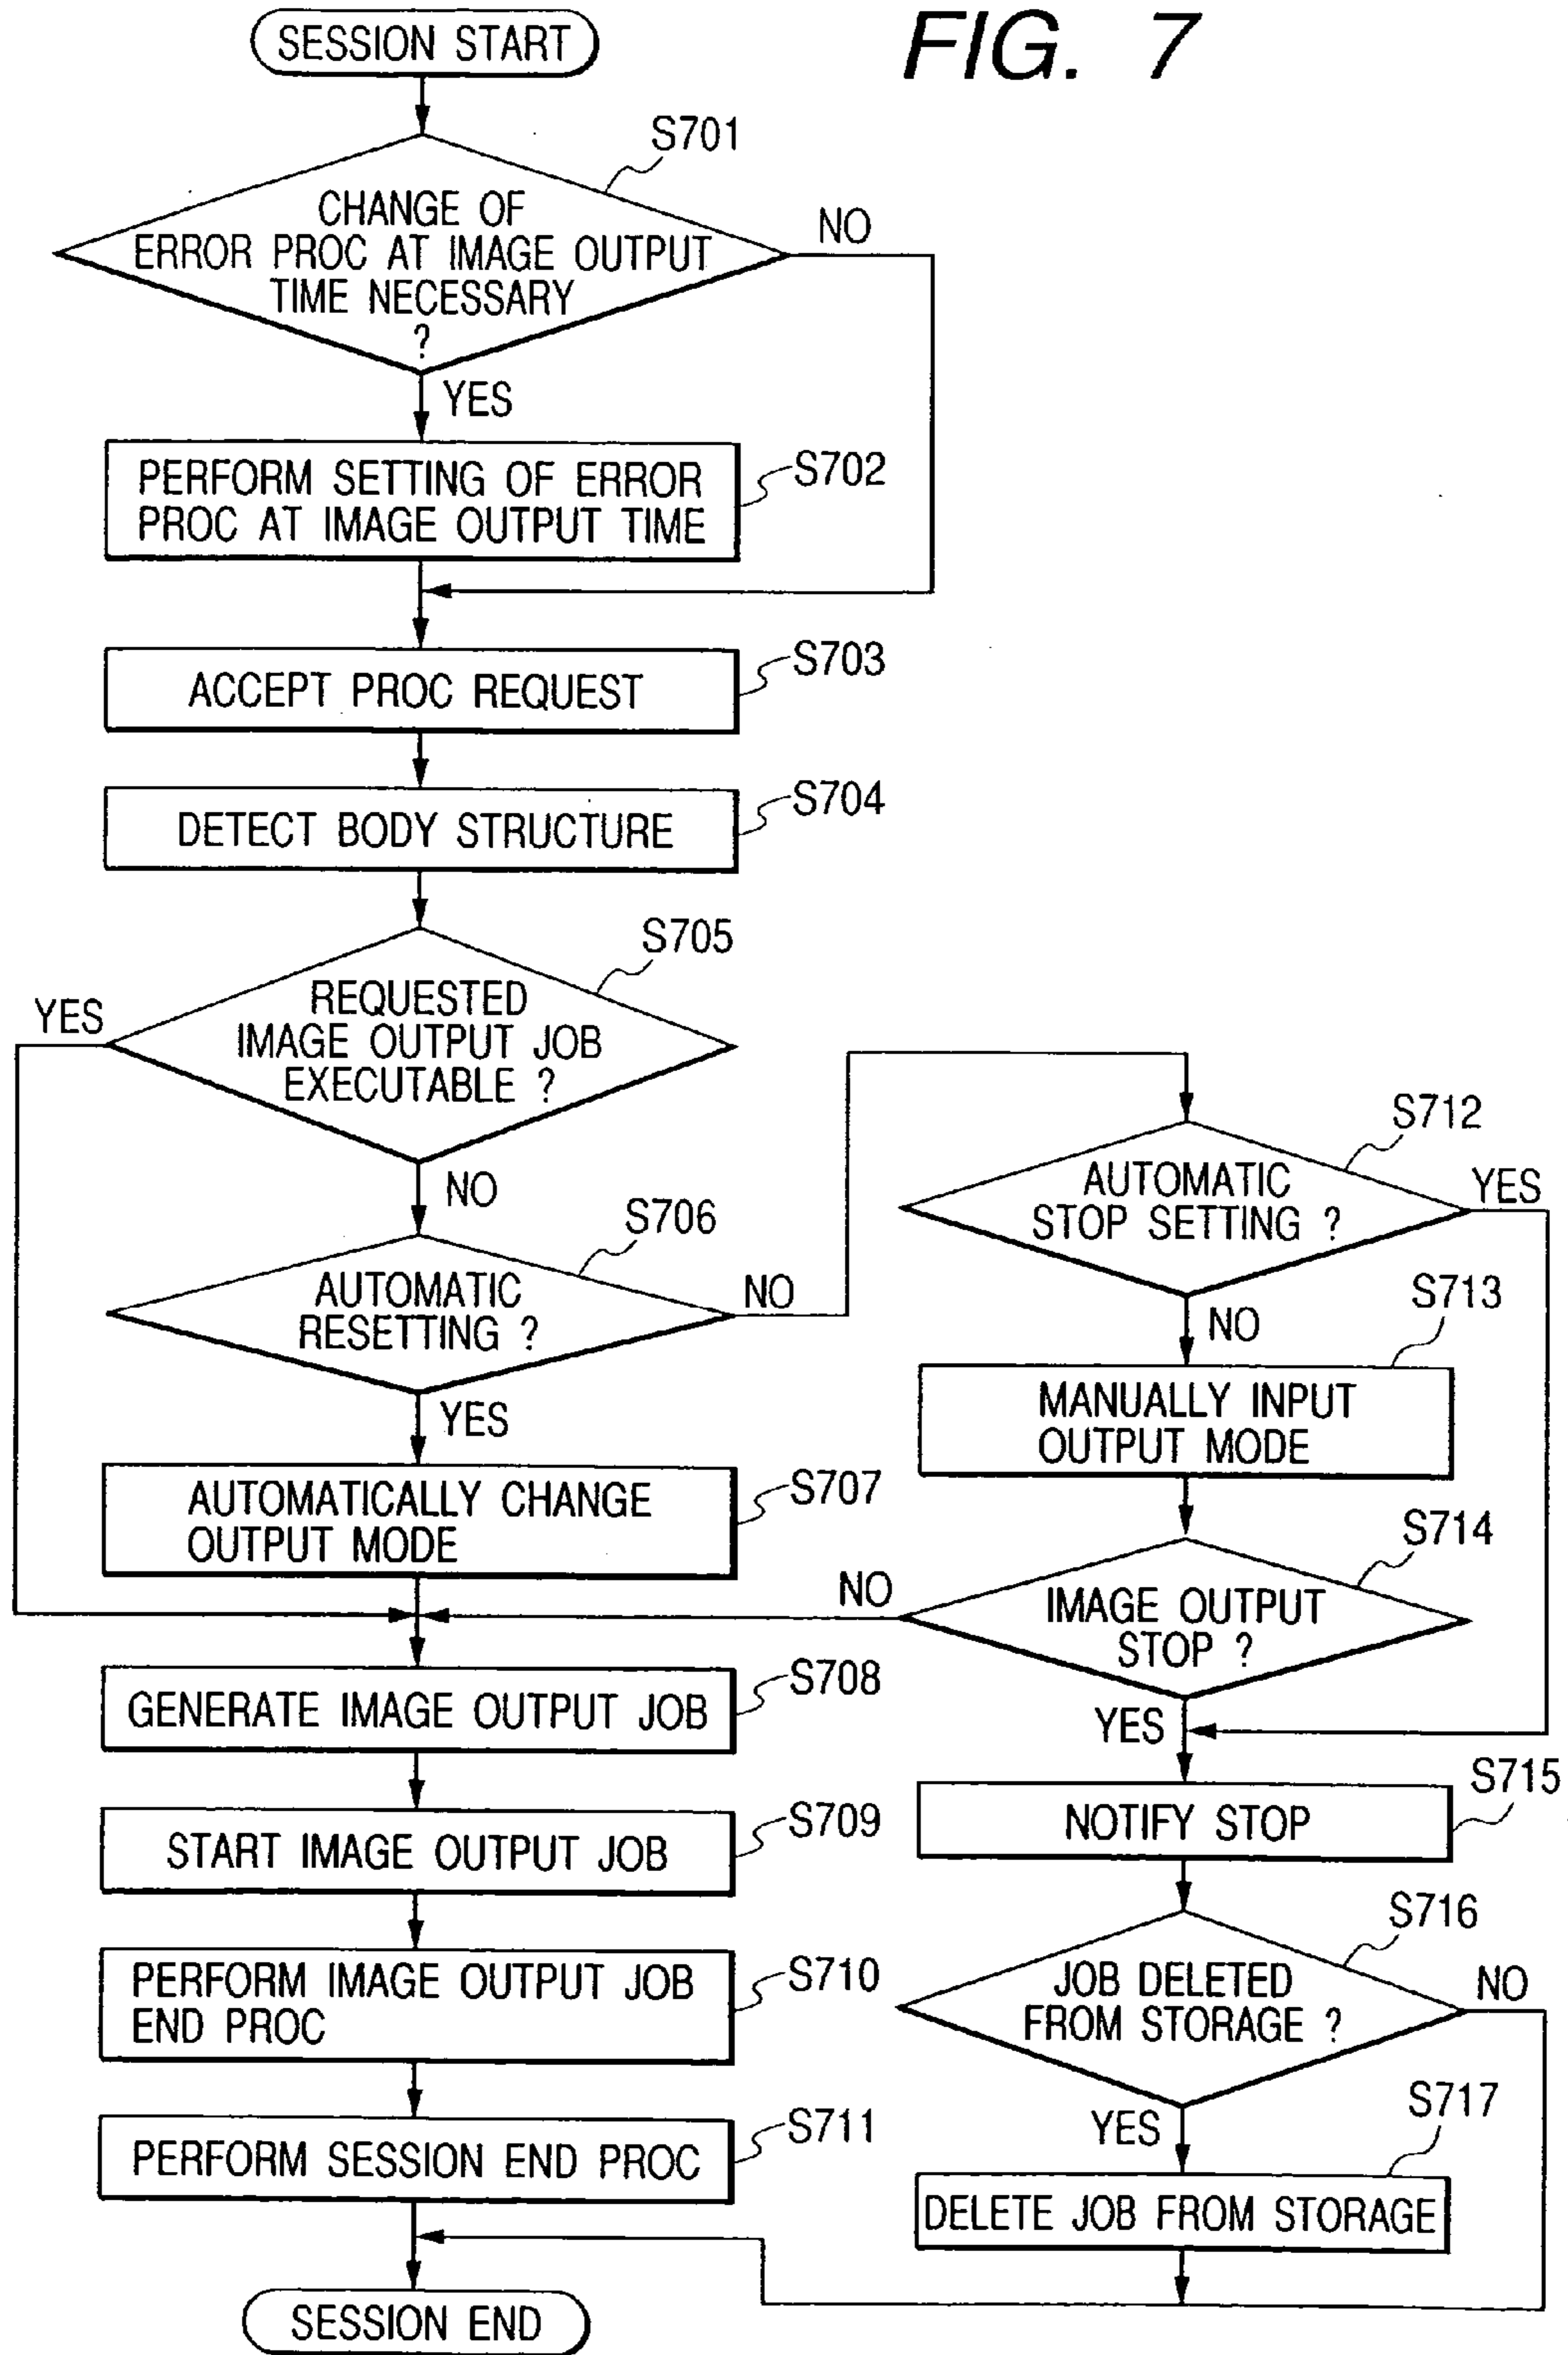 FIG. 7
SESSION START
S701
CHANGE OF
ERROR PROC AT IMAGE OUTPUT
TIME NECESSARY
?
NO
YES
S702
PERFORM SETTING OF ERROR
PROC AT IMAGE OUTPUT TIME
S703
ACCEPT PROC REQUEST
S704
DETECT BODY STRUCTURE
S705
REQUESTED
IMAGE OUTPUT JOB
EXECUTABLE ?
YES
NO
S706
AUTOMATIC
RESETTING ?
NO
YES
S707
AUTOMATICALLY CHANGE
OUTPUT MODE
S708
GENERATE IMAGE OUTPUT JOB
S709
START IMAGE OUTPUT JOB
S710
PERFORM IMAGE OUTPUT JOB
END PROC
S711
PERFORM SESSION END PROC
SESSION END
S712
AUTOMATIC
STOP SETTING ?
YES
NO
S713
MANUALLY INPUT
OUTPUT MODE
S714
IMAGE OUTPUT
STOP ?
NO
YES
S715
NOTIFY STOP
S716
JOB DELETED
FROM STORAGE ?
NO
YES
S717
DELETE JOB FROM STORAGE